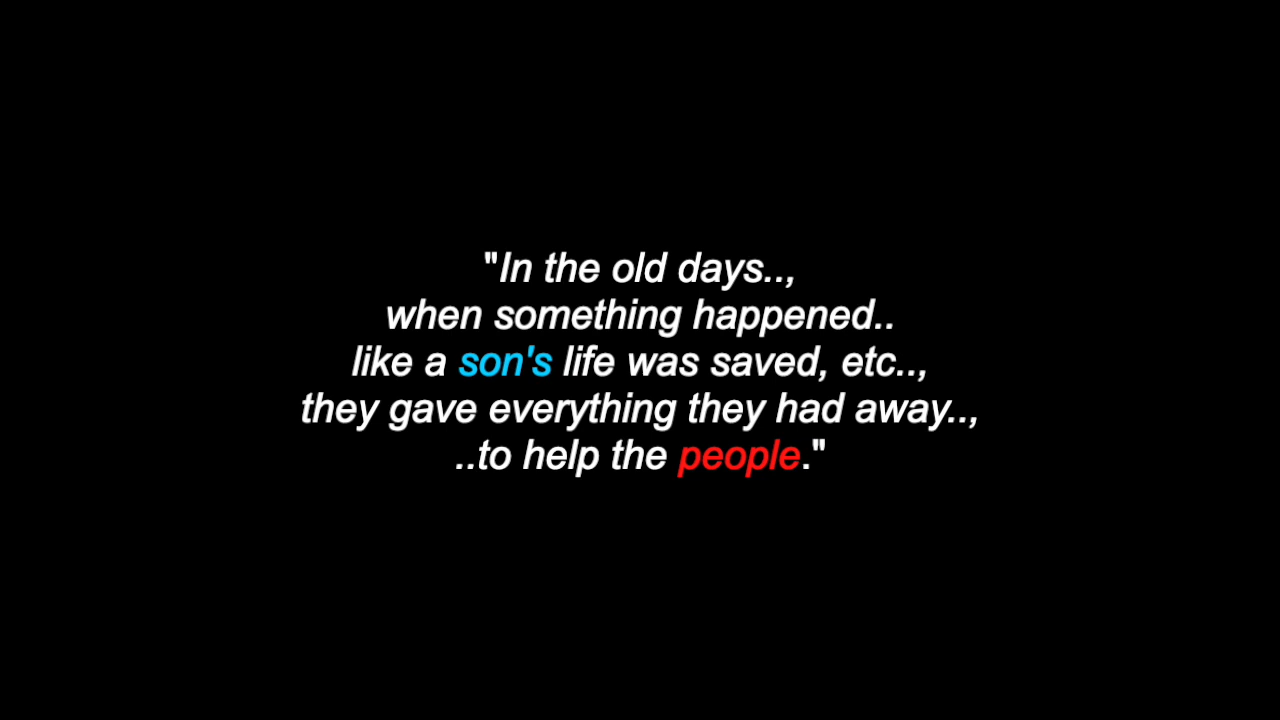 "In the old days..,
when something happened..
like a son's life was saved, etc..,
they gave everything they had away..,
..to help the people."